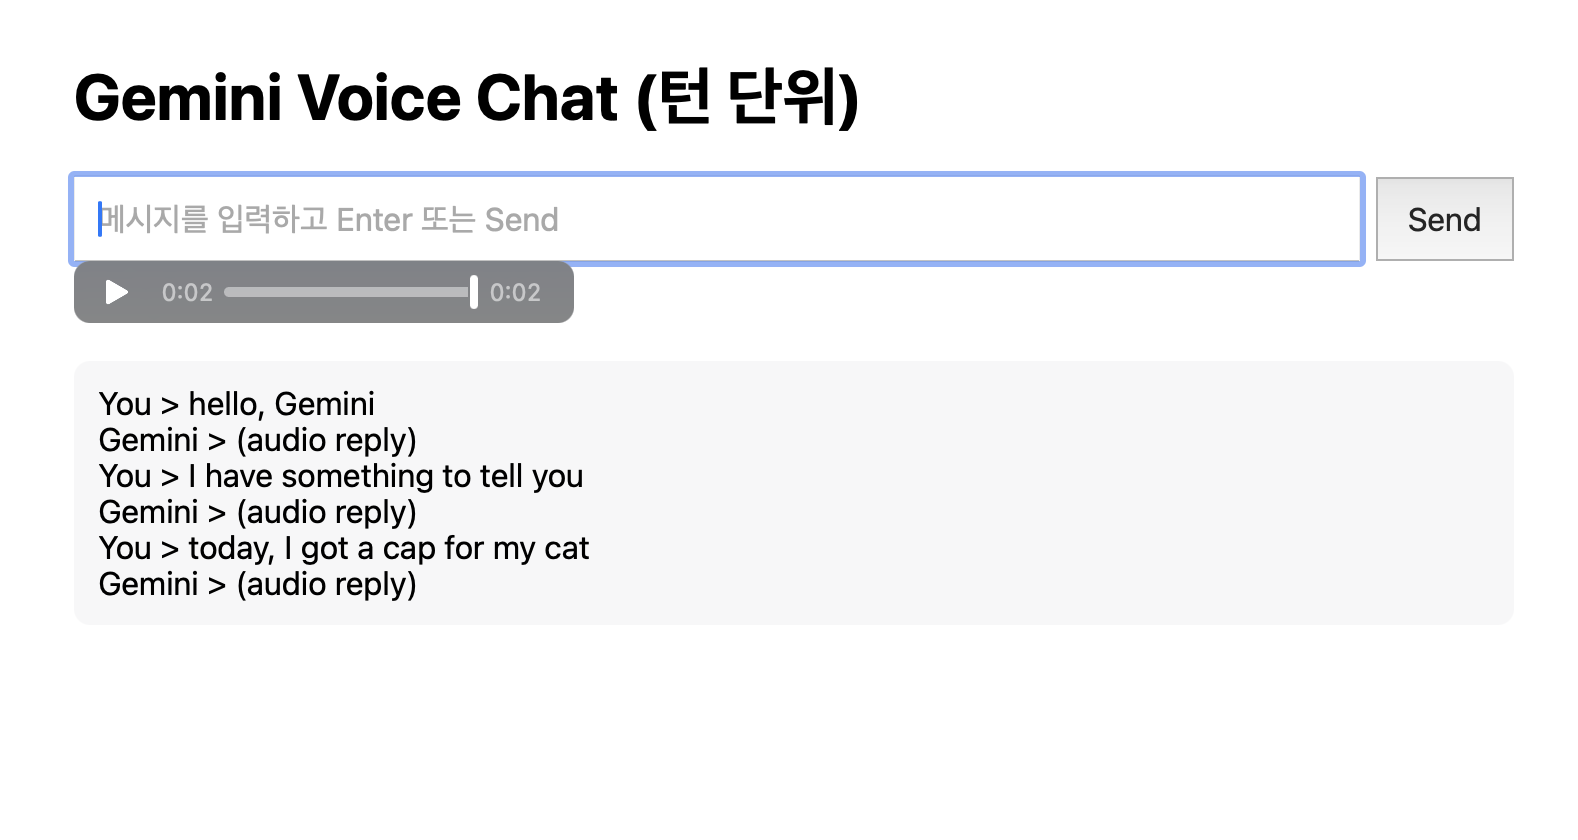 Gemini Voice Chat (턴 단위)
메시지를 입력하고 Enter 또는 Send
Send
0:02 0:02
You > hello, Gemini
Gemini > (audio reply)
You > I have something to tell you
Gemini > (audio reply)
You > today, I got a cap for my cat
Gemini > (audio reply)